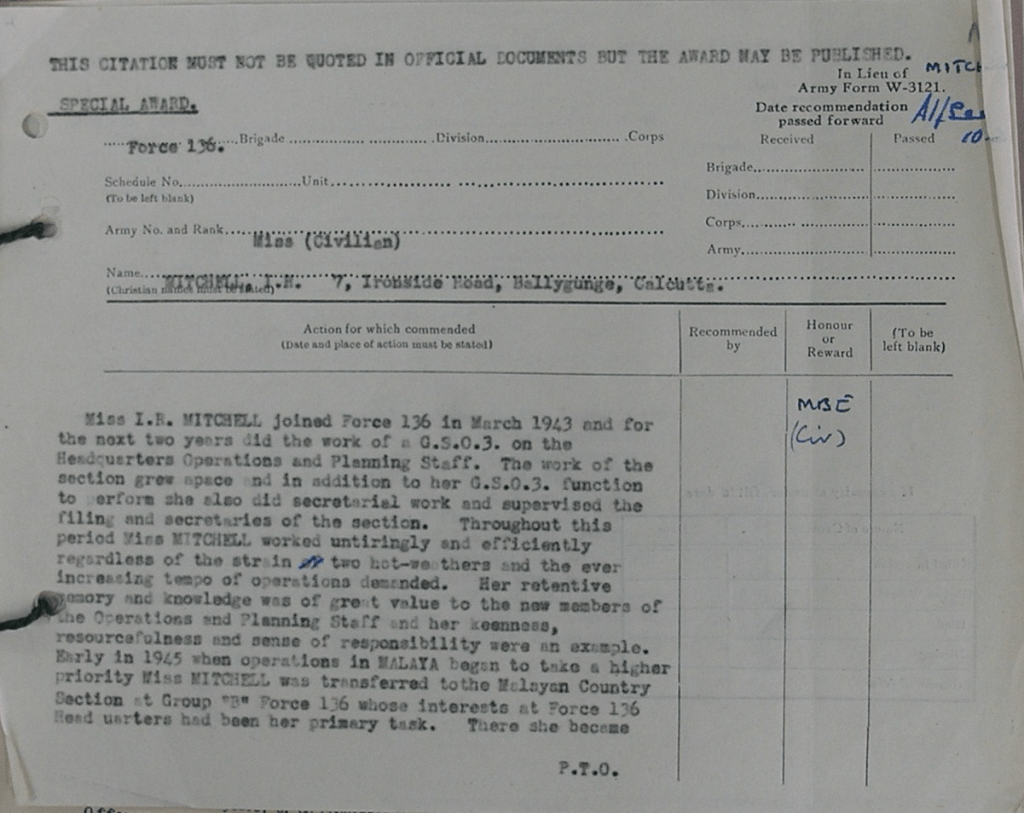 THIS CITATION MUST NOT BE QUOTED IN OFFICIAL DOCUMENTS BUT THE AWARD MAY BE PUBLISHED.
In Lieu of
Army Form W-3121.
SPECIAL AWARD.
Date recommendation
passed forward
Received Passed
Force 136. Brigade Division Corps
Brigade
Schedule No. Unit
(To be left blank)
Division
Army No. and Rank Miss (Civilian)
Corps
Army
Name MITCHELL, I.R. 7, Ironside Road, Ballygunge, Calcutta.
(Christian names must be stated)
Action for which commended
(Date and place of action must be stated)
Recommended
by
Honour
or
Reward
(To be
left blank)
MBE
(Civ)
Miss I.R. MITCHELL joined Force 136 in March 1943 and for
the next two years did the work of a G.S.O.3. on the
Headquarters Operations and Planning Staff. The work of the
section grew apace and in addition to her G.S.O.3. function
to perform she also did secretarial work and supervised the
filing and secretaries of the section. Throughout this
period Miss MITCHELL worked untiringly and efficiently
regardless of the strain of two hot-weathers and the ever
increasing tempo of operations demanded. Her retentive
memory and knowledge was of great value to the new members of
the Operations and Planning Staff and her keenness,
resourcefulness and sense of responsibility were an example.
Early in 1945 when operations in MALAYA began to take a higher
priority Miss MITCHELL was transferred tothe Malayan Country
Section at Group "B" Force 136 whose interests at Force 136
Head uarters had been her primary task. There she became
P.T.O.